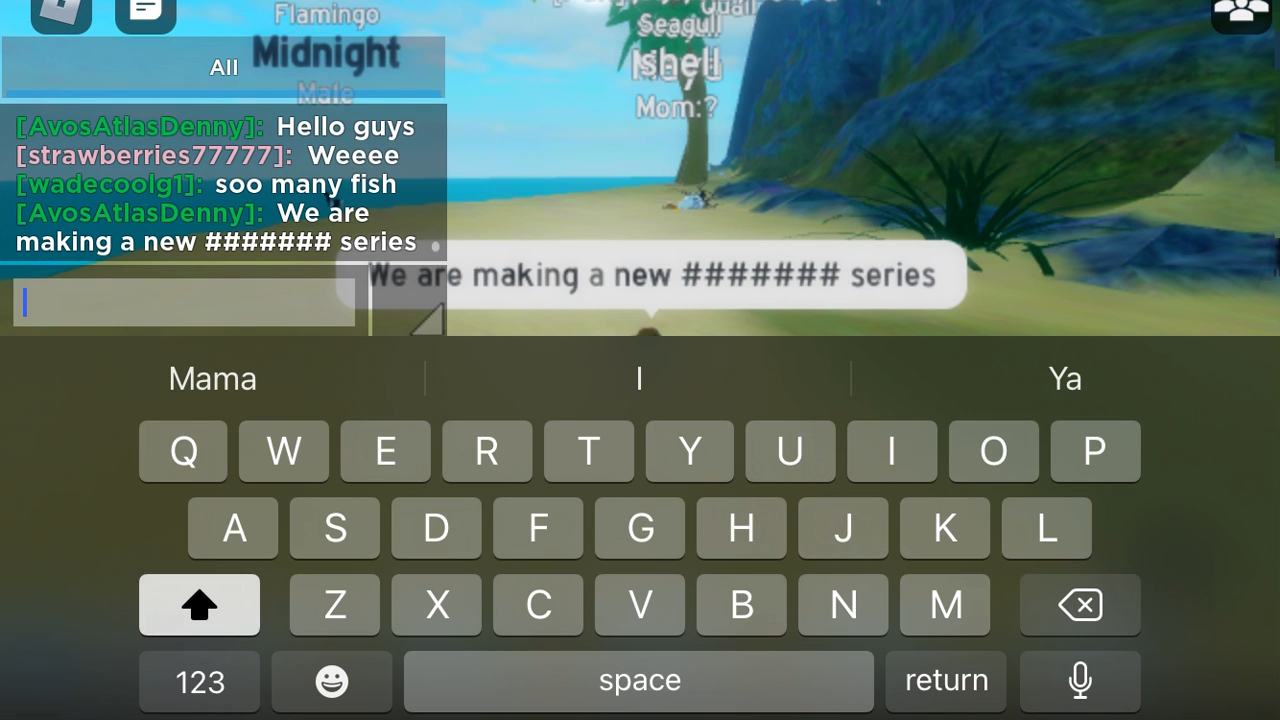 Flamingo
Midnight
Male
Quail
Seagull
Mom:?
All
[AvosAtlasDenny]: Hello guys
[strawberries77777]: Weeee
[wadecoolg1]: soo many fish
[AvosAtlasDenny]: We are
making a new ####### series
We are making a new ####### series
Mama
I
Ya
Q W E R T Y U I O P
A S D F G H J K L
Z X C V B N M
123
space
return